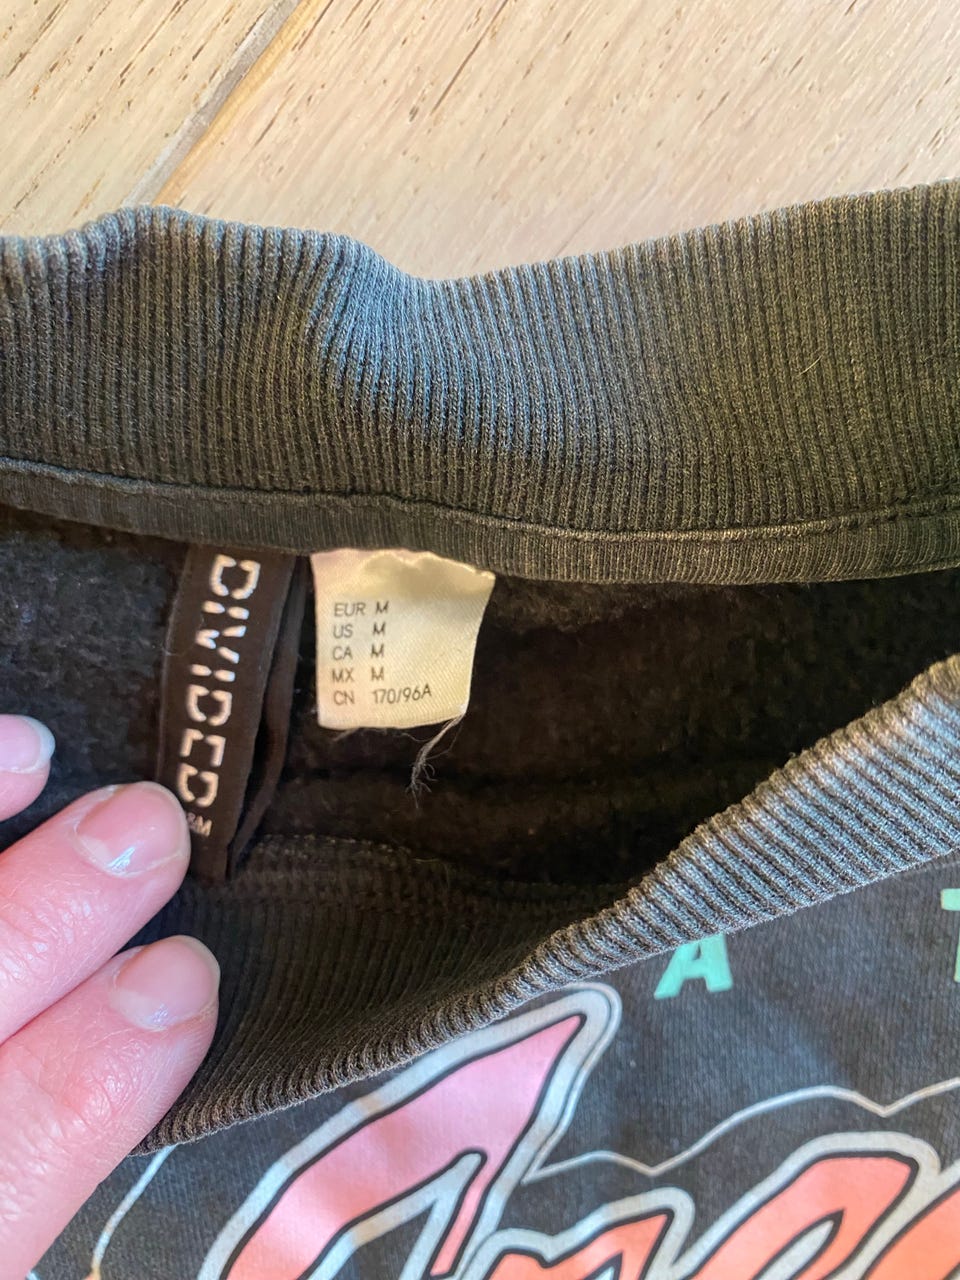 DIVIDED
EUR M
US M
CA M
MX M
CN 170/96A
A